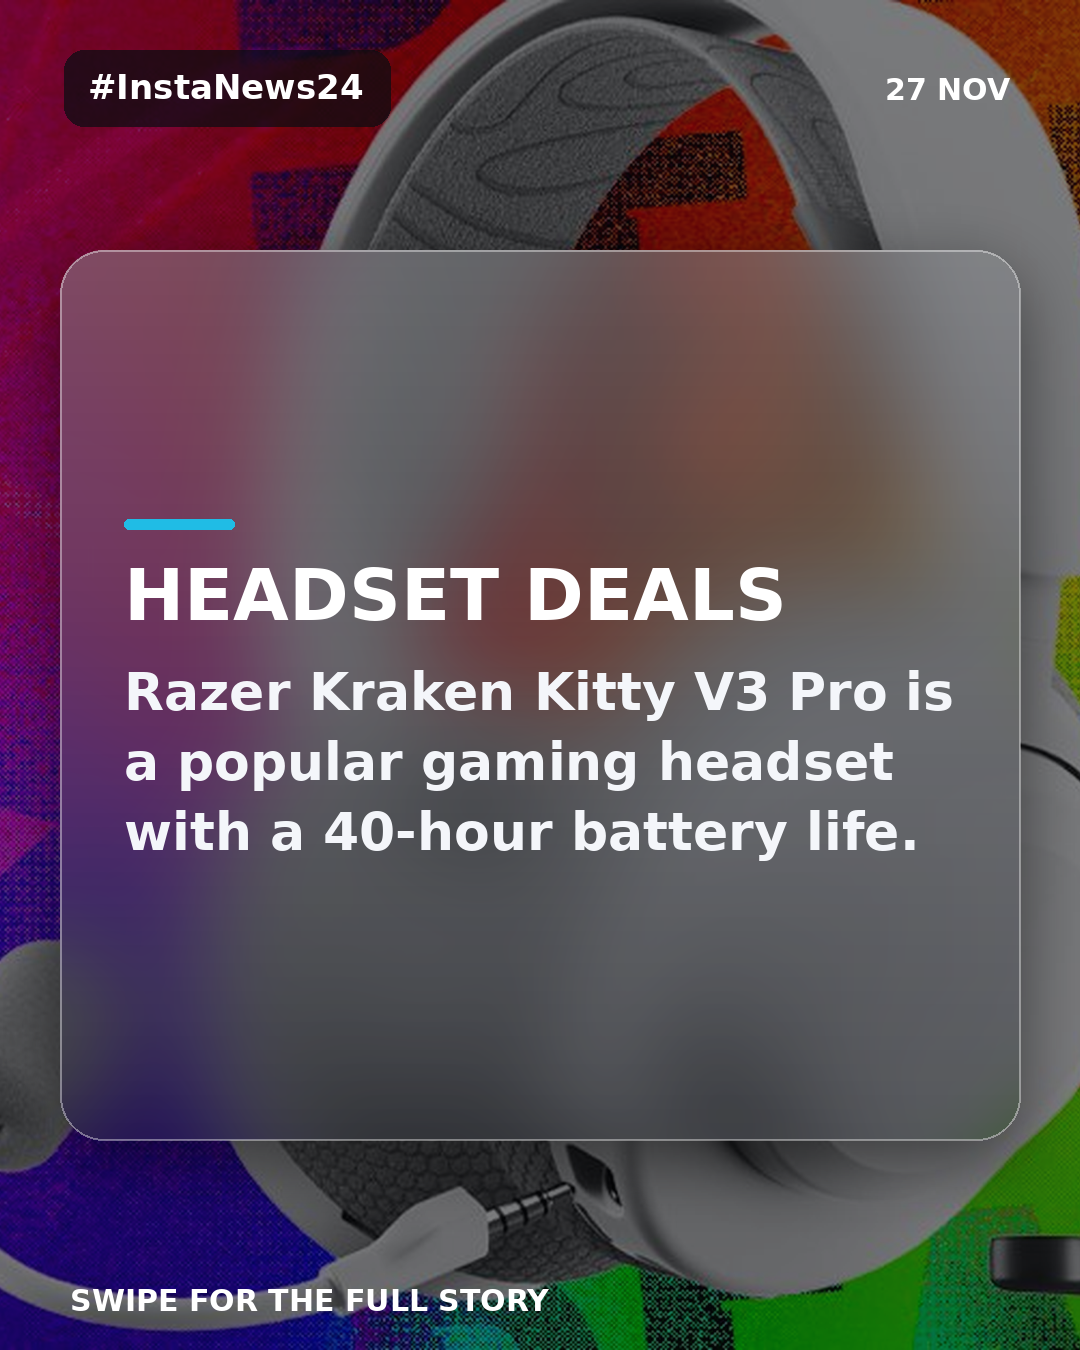 #InstaNews24
27 NOV
HEADSET DEALS
Razer Kraken Kitty V3 Pro is
a popular gaming headset
with a 40-hour battery life.
SWIPE FOR THE FULL STORY